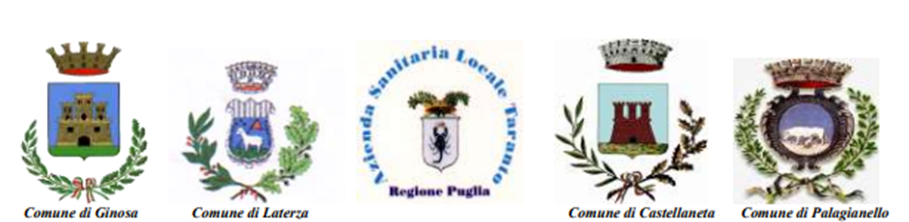 Azienda Sanitaria Locale Taranto
Regione Puglia
Comune di Ginosa
Comune di Laterza
Comune di Castellaneta
Comune di Palagianello